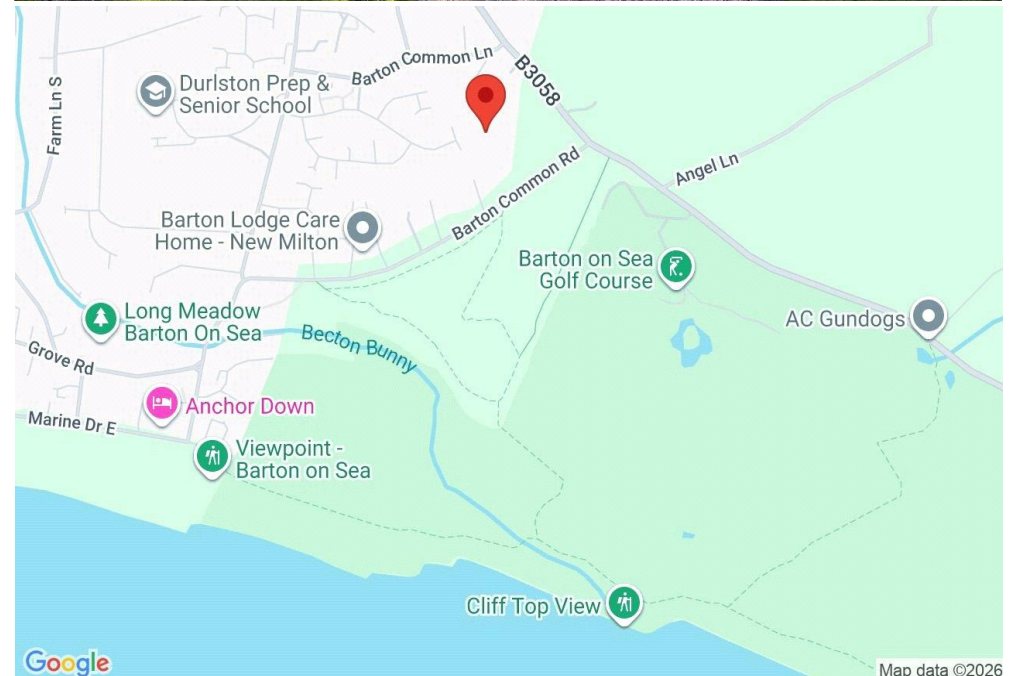 Barton Common Ln
B3058
Durlston Prep &
Senior School
Farm Ln S
Angel Ln
Barton Common Rd
Barton Lodge Care
Home - New Milton
Barton on Sea
Golf Course
AC Gundogs
Long Meadow
Barton On Sea
Becton Bunny
Grove Rd
Anchor Down
Marine Dr E
Viewpoint -
Barton on Sea
Cliff Top View
Google
Map data ©2026